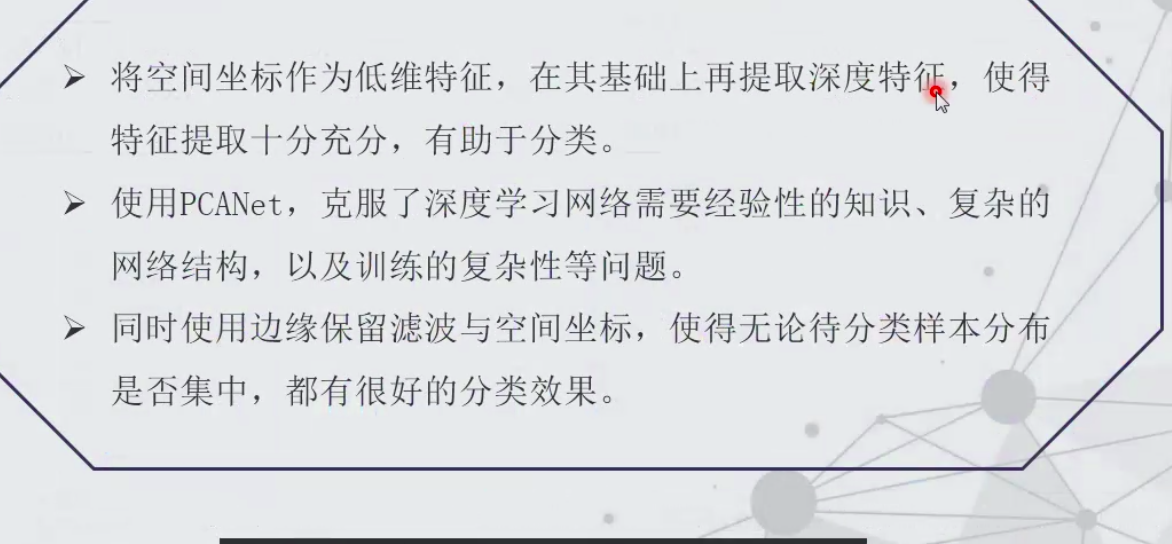 ➢ 将空间坐标作为低维特征，在其基础上再提取深度特征，使得
特征提取十分充分，有助于分类。
➢ 使用PCANet，克服了深度学习网络需要经验性的知识、复杂的
网络结构，以及训练的复杂性等问题。
➢ 同时使用边缘保留滤波与空间坐标，使得无论待分类样本分布
是否集中，都有很好的分类效果。